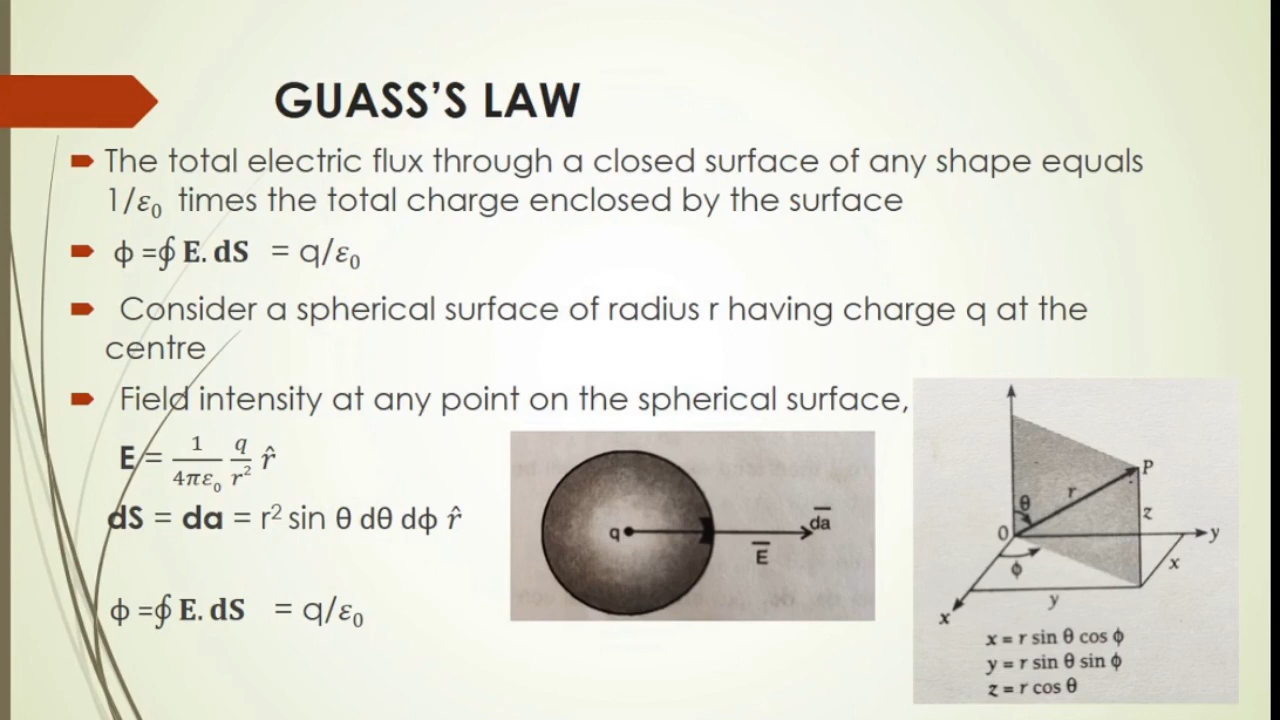 GUASS’S LAW
The total electric flux through a closed surface of any shape equals
1/ε₀ times the total charge enclosed by the surface
ϕ =∮ E. dS = q/ε₀
Consider a spherical surface of radius r having charge q at the
centre
Field intensity at any point on the spherical surface,
E = 1/4πε₀ q/r² r̂
dS = da = r² sin θ dθ dϕ r̂
ϕ =∮ E. dS = q/ε₀
q
E̅
d̅a̅
P
r
θ
z
O
y
ϕ
x
y
x
x = r sin θ cos ϕ
y = r sin θ sin ϕ
z = r cos θ